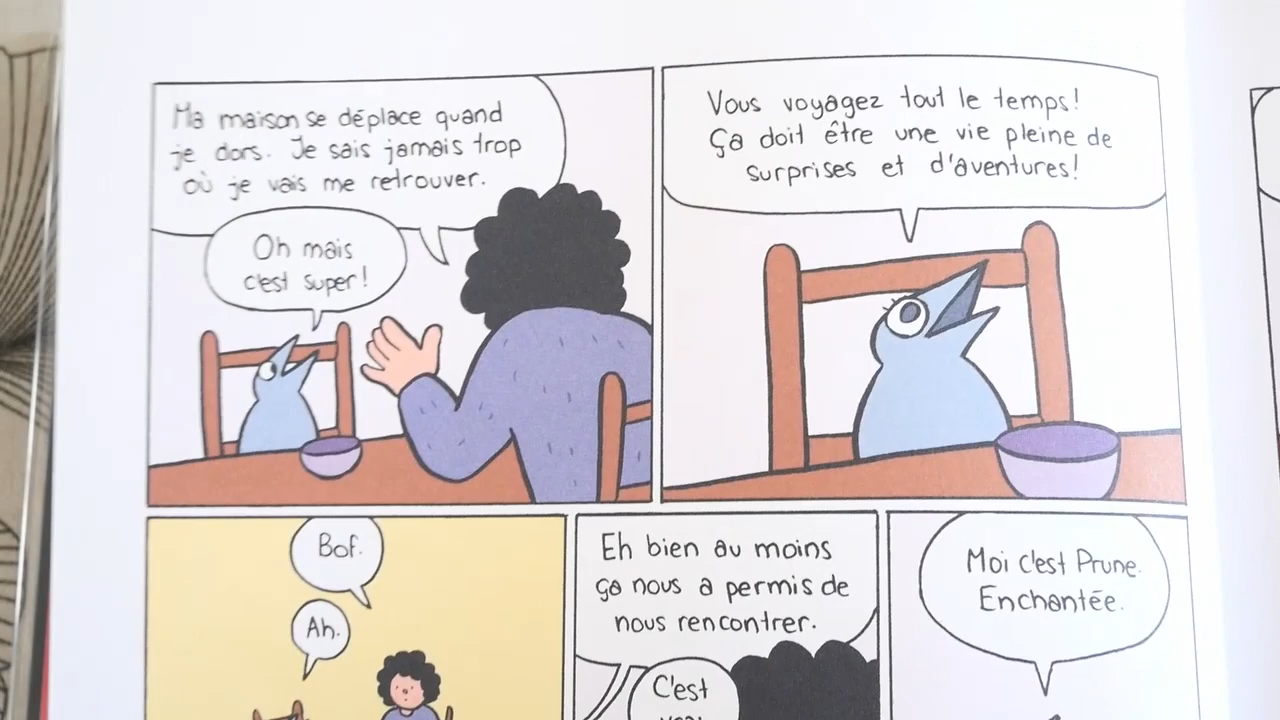 Ma maison se déplace quand
je dors. Je sais jamais trop
où je vais me retrouver.
Oh mais
c'est super!
Vous voyagez tout le temps!
Ça doit être une vie pleine de
surprises et d'aventures!
Bof.
Ah.
Eh bien au moins
ça nous a permis de
nous rencontrer.
C'est
Moi c'est Prune.
Enchantée.